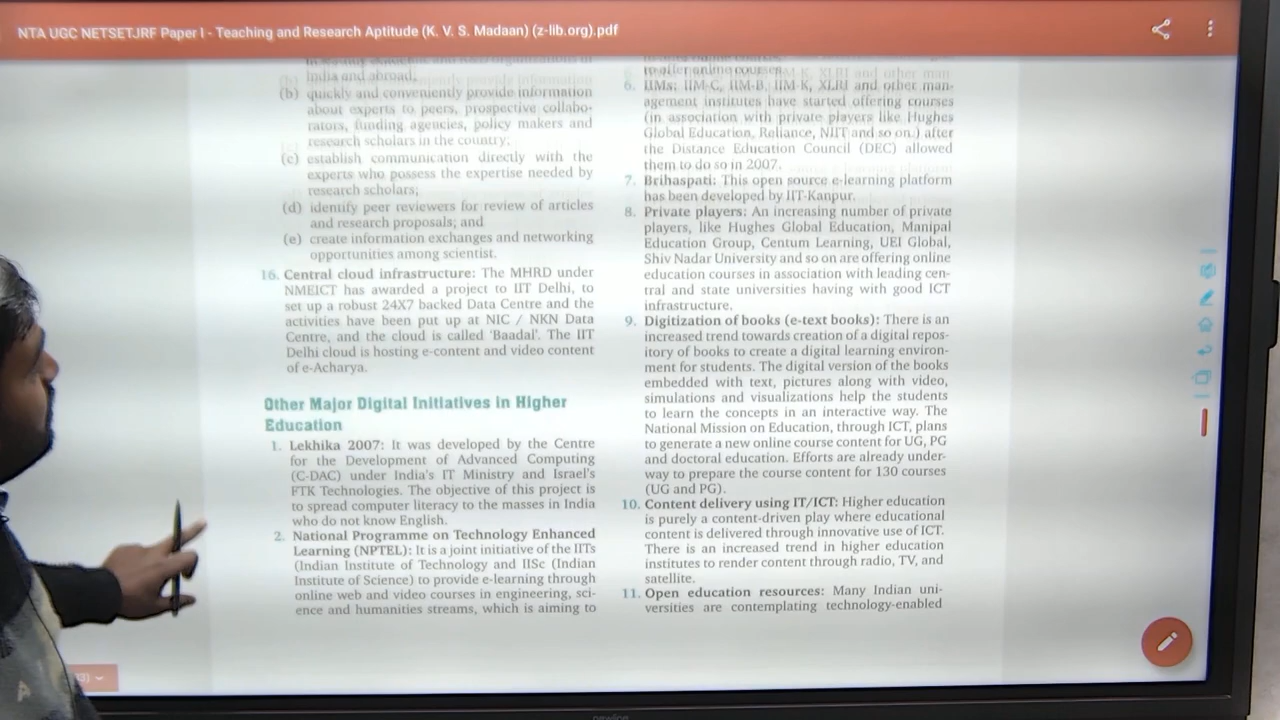 NTA UGC NETSETJRF Paper I - Teaching and Research Aptitude (K. V. S. Madaan) (z-lib.org).pdf
India and abroad;
(b) quickly and conveniently provide information
about experts to peers, prospective collabo-
rators, funding agencies, policy makers and
research scholars in the country;
(c) establish communication directly with the
experts who possess the expertise needed by
research scholars;
(d) identify peer reviewers for review of articles
and research proposals; and
(e) create information exchanges and networking
opportunities among scientist.
16. Central cloud infrastructure: The MHRD under
NMEICT has awarded a project to IIT Delhi, to
set up a robust 24X7 backed Data Centre and the
activities have been put up at NIC / NKN Data
Centre, and the cloud is called 'Baadal'. The IIT
Delhi cloud is hosting e-content and video content
of e-Acharya.
Other Major Digital Initiatives in Higher
Education
1. Lekhika 2007: It was developed by the Centre
for the Development of Advanced Computing
(C-DAC) under India's IT Ministry and Israel's
FTK Technologies. The objective of this project is
to spread computer literacy to the masses in India
who do not know English.
2. National Programme on Technology Enhanced
Learning (NPTEL): It is a joint initiative of the IITs
(Indian Institute of Technology and IISc (Indian
Institute of Science) to provide e-learning through
online web and video courses in engineering, sci-
ence and humanities streams, which is aiming to
to offer online courses.
6. IIMs: IIM-C, IIM-B, IIM-K, XLRI and other man-
agement institutes have started offering courses
(in association with private players like Hughes
Global Education, Reliance, NIIT and so on.) after
the Distance Education Council (DEC) allowed
them to do so in 2007.
7. Brihaspati: This open source e-learning platform
has been developed by IIT-Kanpur.
8. Private players: An increasing number of private
players, like Hughes Global Education, Manipal
Education Group, Centum Learning, UEI Global,
Shiv Nadar University and so on are offering online
education courses in association with leading cen-
tral and state universities having with good ICT
infrastructure.
9. Digitization of books (e-text books): There is an
increased trend towards creation of a digital repos-
itory of books to create a digital learning environ-
ment for students. The digital version of the books
embedded with text, pictures along with video,
simulations and visualizations help the students
to learn the concepts in an interactive way. The
National Mission on Education, through ICT, plans
to generate a new online course content for UG, PG
and doctoral education. Efforts are already under-
way to prepare the course content for 130 courses
(UG and PG).
10. Content delivery using IT/ICT: Higher education
is purely a content-driven play where educational
content is delivered through innovative use of ICT.
There is an increased trend in higher education
institutes to render content through radio, TV, and
satellite.
11. Open education resources: Many Indian uni-
versities are contemplating technology-enabled